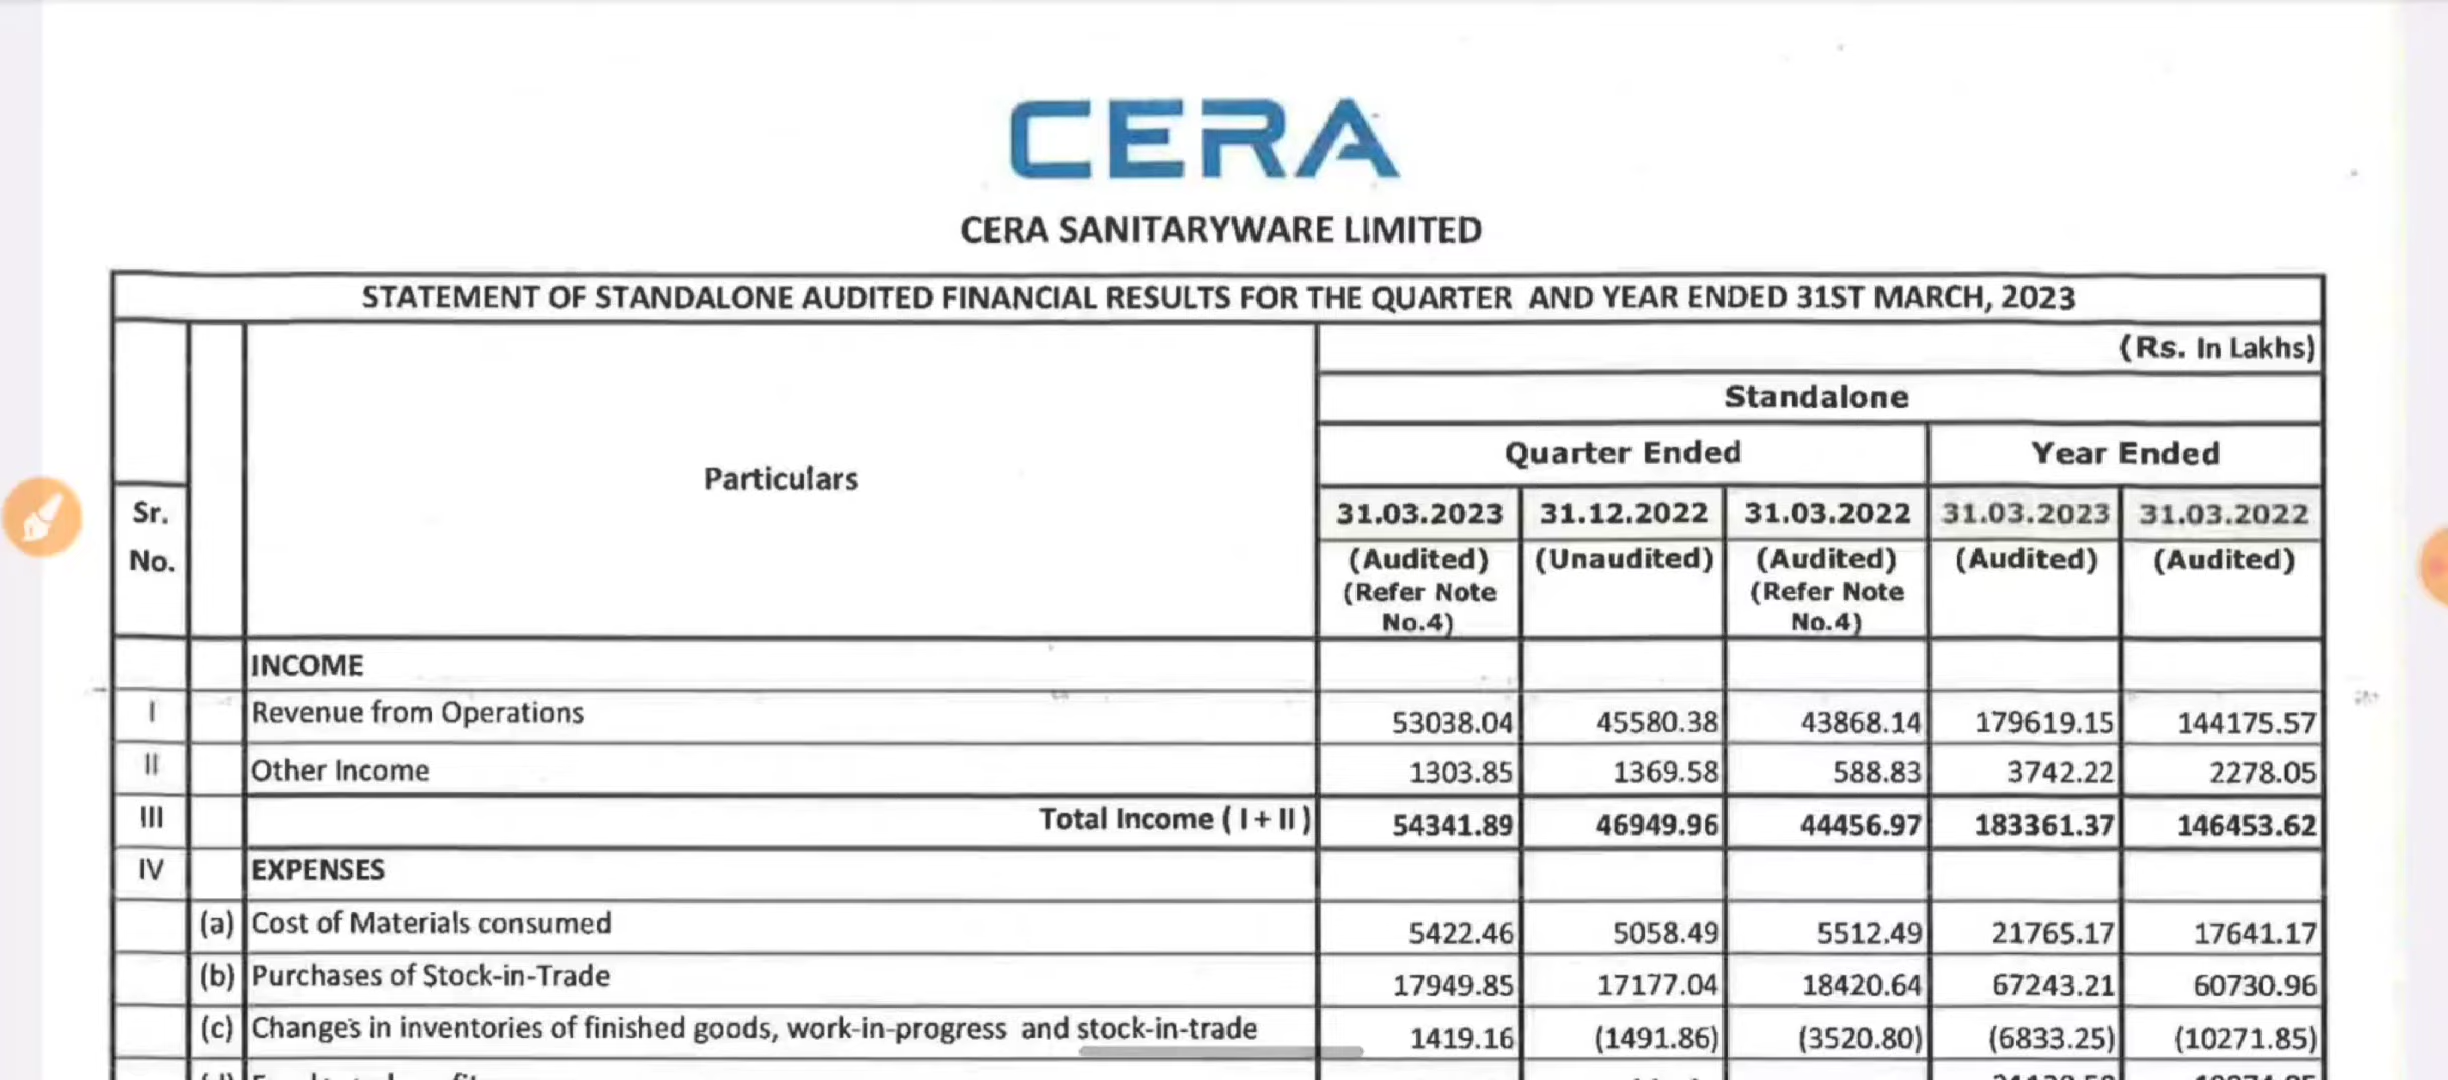 CERA
CERA SANITARYWARE LIMITED
STATEMENT OF STANDALONE AUDITED FINANCIAL RESULTS FOR THE QUARTER AND YEAR ENDED 31ST MARCH, 2023
(Rs. In Lakhs)
Standalone
Quarter Ended Year Ended
Sr. No. Particulars
31.03.2023 31.12.2022 31.03.2022 31.03.2023 31.03.2022
(Audited) (Unaudited) (Audited) (Audited) (Audited)
(Refer Note No.4) (Refer Note No.4)
INCOME
I Revenue from Operations 53038.04 45580.38 43868.14 179619.15 144175.57
II Other Income 1303.85 1369.58 588.83 3742.22 2278.05
III Total Income ( I + II ) 54341.89 46949.96 44456.97 183361.37 146453.62
IV EXPENSES
(a) Cost of Materials consumed 5422.46 5058.49 5512.49 21765.17 17641.17
(b) Purchases of Stock-in-Trade 17949.85 17177.04 18420.64 67243.21 60730.96
(c) Changes in inventories of finished goods, work-in-progress and stock-in-trade 1419.16 (1491.86) (3520.80) (6833.25) (10271.85)